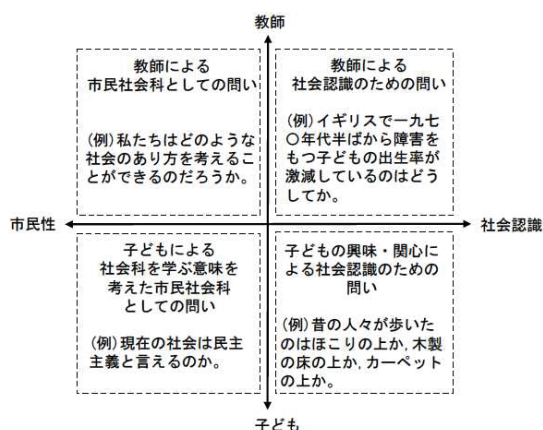 教師
教師による
市民社会科としての問い
(例)私たちはどのような
社会のあり方を考えるこ
とができるのだろうか。
教師による
社会認識のための問い
(例)イギリスで一九七
〇年代半ばから障害を
もつ子どもの出生率が
激減しているのはどう
してか。
市民性
社会認識
子どもによる
社会科を学ぶ意味を
考えた市民社会科
としての問い
(例)現在の社会は民主
主義と言えるのか。
子どもの興味・関心に
よる社会認識のための
問い
(例)昔の人々が歩いた
のはほこりの上か,木製
の床の上か,カーペット
の上か。
子ども